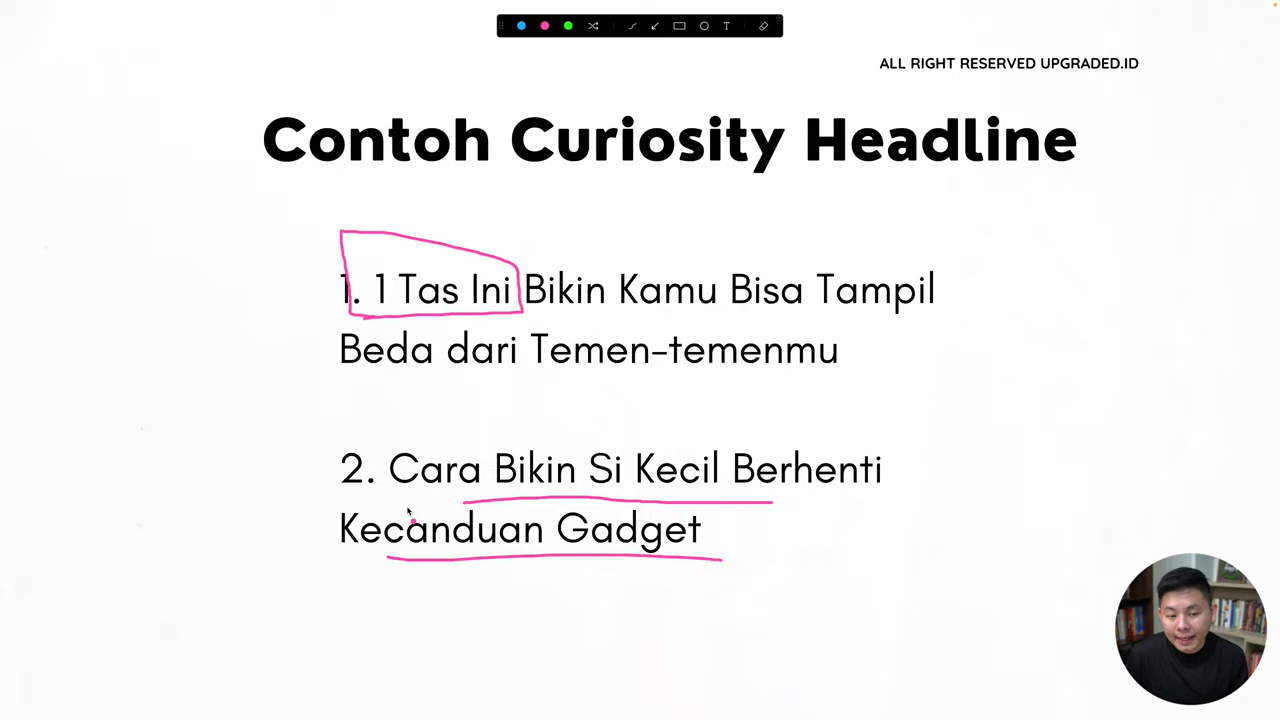 T
ALL RIGHT RESERVED UPGRADED.ID
Contoh Curiosity Headline
1. 1 Tas Ini Bikin Kamu Bisa Tampil
Beda dari Temen-temenmu
2. Cara Bikin Si Kecil Berhenti
Kecanduan Gadget